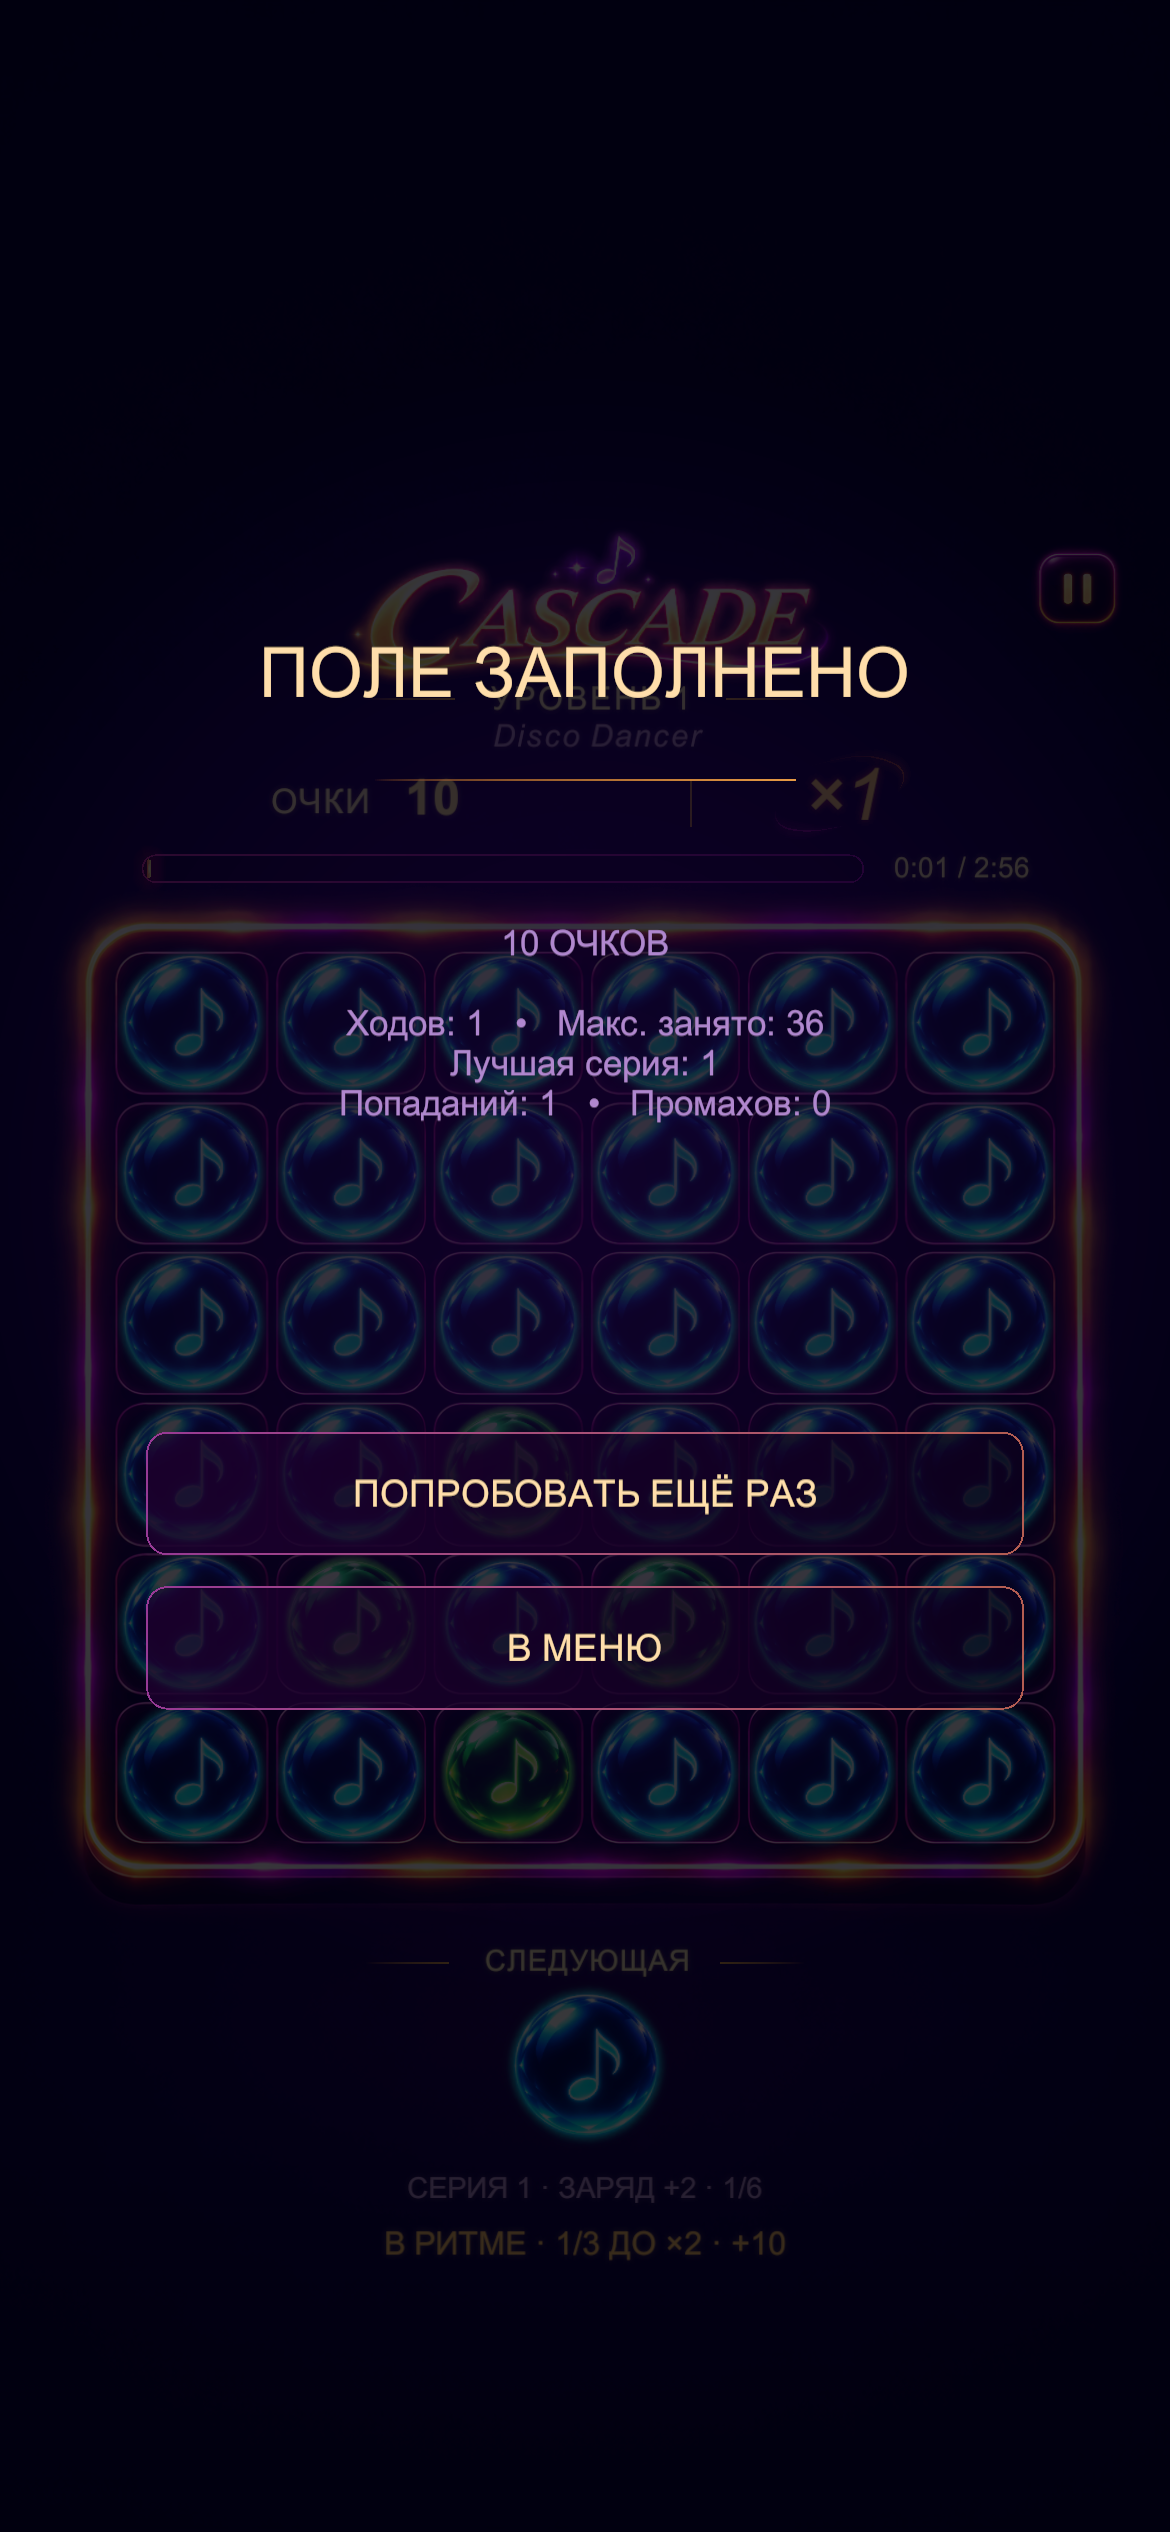 CASCADE
ПОЛЕ ЗАПОЛНЕНО
УРОВЕНЬ 1
Disco Dancer
ОЧКИ 10 ×1
0:01 / 2:56
10 ОЧКОВ
Ходов: 1 • Макс. занято: 36
Лучшая серия: 1
Попаданий: 1 • Промахов: 0
ПОПРОБОВАТЬ ЕЩЁ РАЗ
В МЕНЮ
СЛЕДУЮЩАЯ
СЕРИЯ 1 · ЗАРЯД +2 · 1/6
В РИТМЕ · 1/3 ДО ×2 · +10